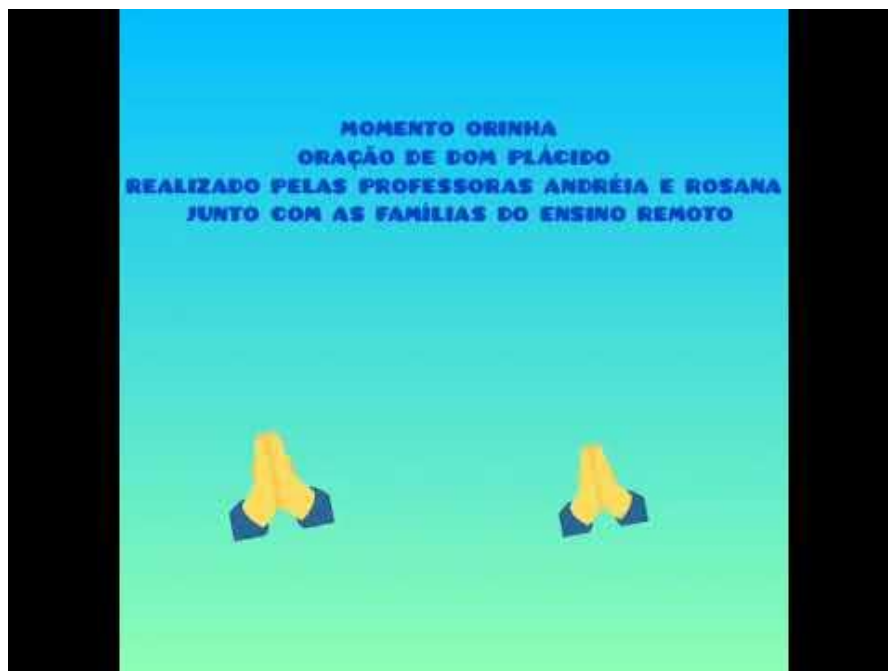 MOMENTO ORINHA
ORAÇÃO DE DOM PLÁCIDO
REALIZADO PELAS PROFESSORAS ANDRÉIA E ROSANA
JUNTO COM AS FAMÍLIAS DO ENSINO REMOTO